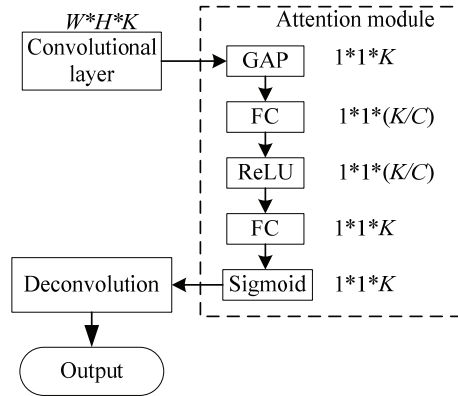 W*H*K
Convolutional
layer
Attention module
GAP 1*1*K
FC 1*1*(K/C)
ReLU 1*1*(K/C)
FC 1*1*K
Sigmoid 1*1*K
Deconvolution
Output